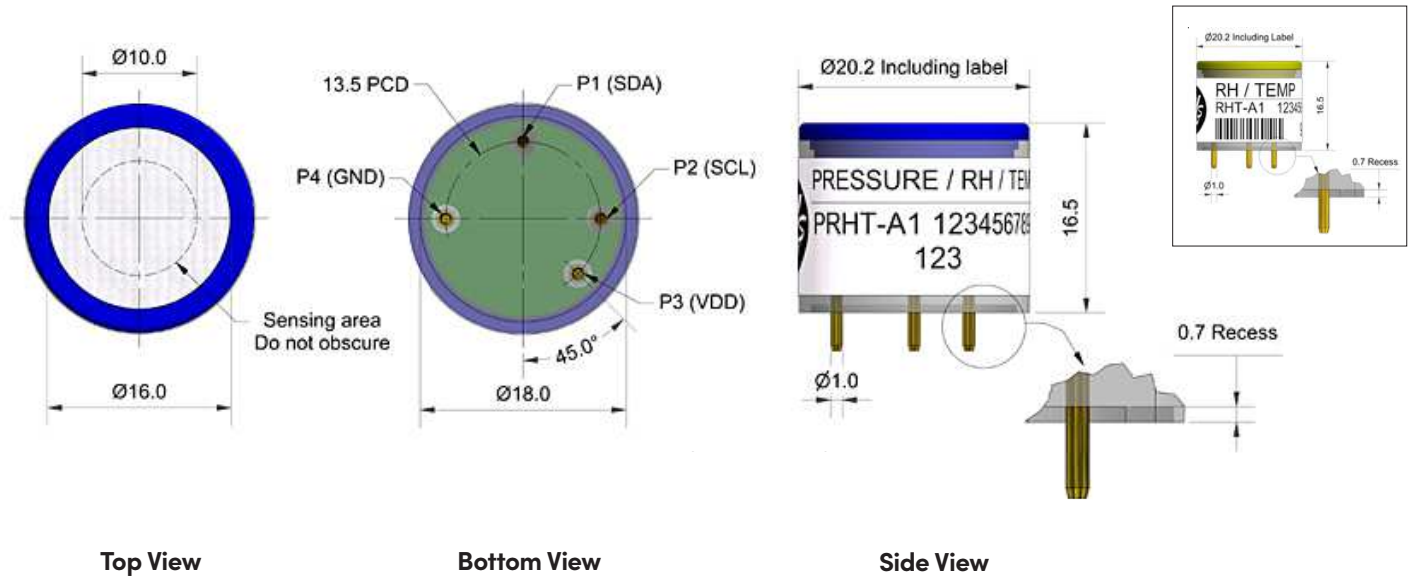 Ø10.0
Sensing area
Do not obscure
Ø16.0
Top View
13.5 PCD
P1 (SDA)
P2 (SCL)
P4 (GND)
P3 (VDD)
45.0°
Ø18.0
Bottom View
Ø20.2 Including label
PRESSURE / RH / TEM
PRHT-A1 123456789
123
16.5
Ø1.0
0.7 Recess
Side View
Ø20.2 Including Label
RH / TEMP
RHT-A1 12345
16.5
Ø1.0
0.7 Recess